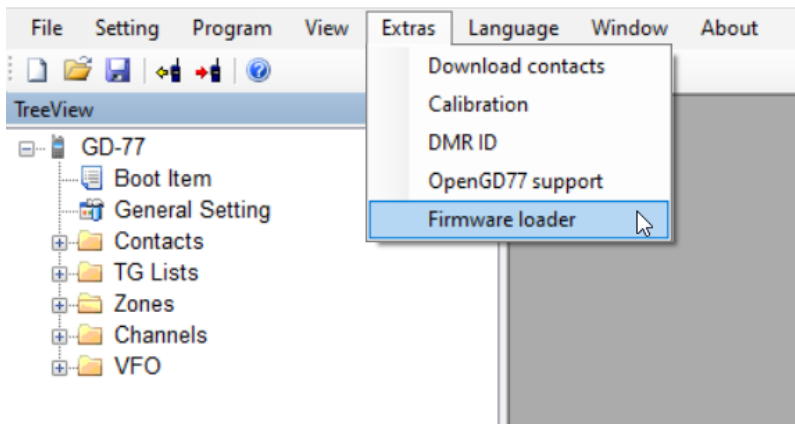 File Setting Program View Extras Language Window About
Download contacts
Calibration
DMR ID
OpenGD77 support
Firmware loader
TreeView
GD-77
Boot Item
General Setting
Contacts
TG Lists
Zones
Channels
VFO